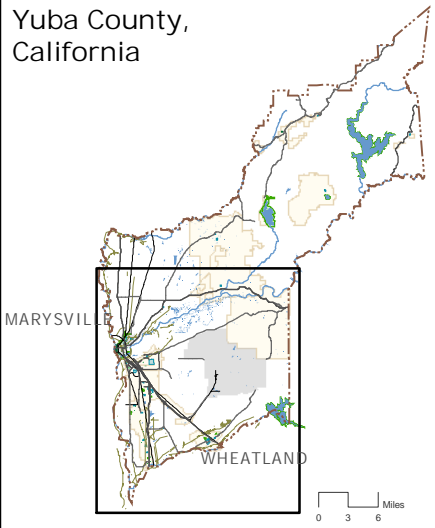 Yuba County,
California
MARYSVILLE
WHEATLAND
Miles
0 3 6